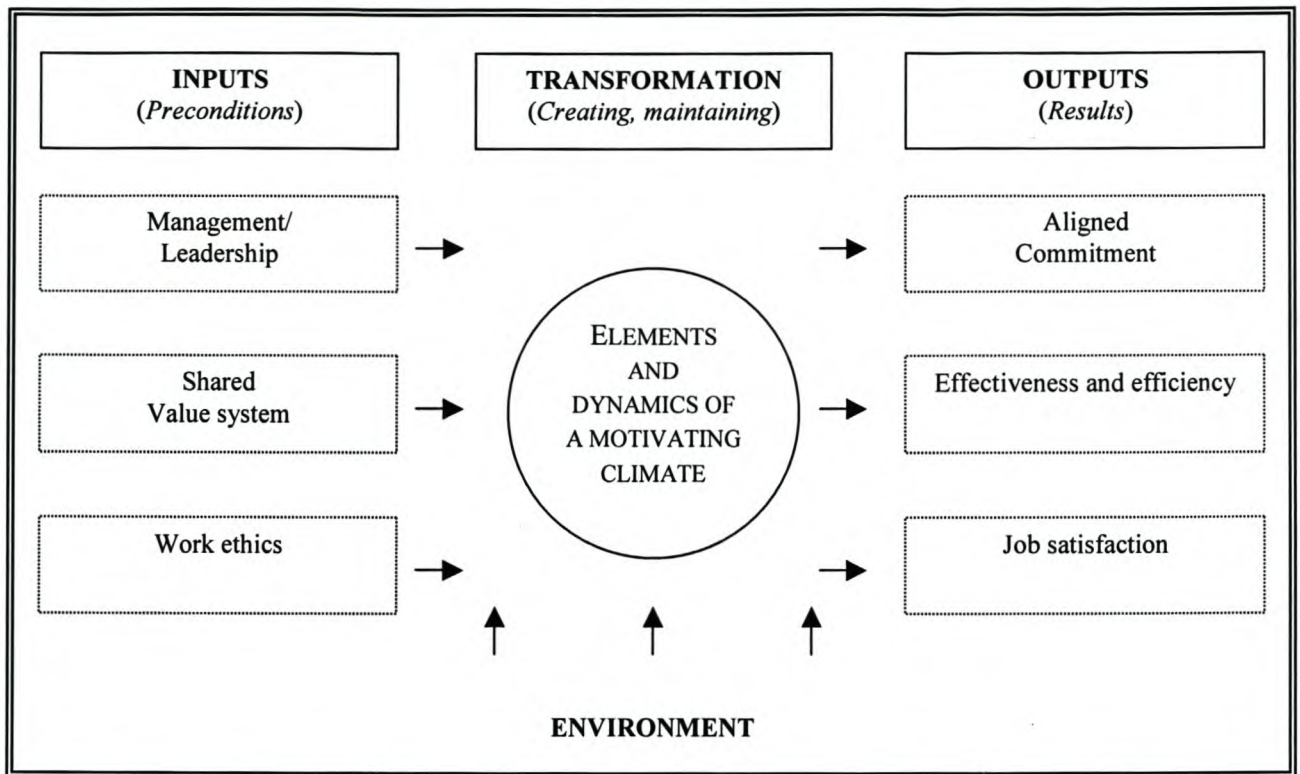 INPUTS
(Preconditions)
TRANSFORMATION
(Creating, maintaining)
OUTPUTS
(Results)
Management/
Leadership
Aligned
Commitment
Shared
Value system
ELEMENTS
AND
DYNAMICS OF
A MOTIVATING
CLIMATE
Effectiveness and efficiency
Work ethics
Job satisfaction
ENVIRONMENT